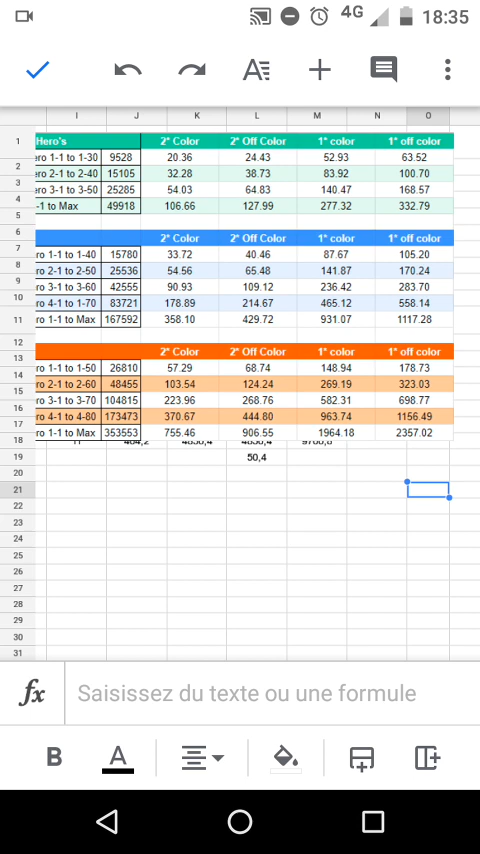 4G 18:35
I J K L M N O
1 Hero's 2* Color 2* Off Color 1* color 1* off color
ero 1-1 to 1-30 9528 20.36 24.43 52.93 63.52
2 ero 2-1 to 2-40 15105 32.28 38.73 83.92 100.70
3 ero 3-1 to 3-50 25285 54.03 64.83 140.47 168.57
4 -1 to Max 49918 106.66 127.99 277.32 332.79
5
6 2* Color 2* Off Color 1* color 1* off color
7 ro 1-1 to 1-40 15780 33.72 40.46 87.67 105.20
8 ro 2-1 to 2-50 25536 54.56 65.48 141.87 170.24
9 ro 3-1 to 3-60 42555 90.93 109.12 236.42 283.70
10 ro 4-1 to 1-70 83721 178.89 214.67 465.12 558.14
11 ro 1-1 to Max 167592 358.10 429.72 931.07 1117.28
12
13 2* Color 2* Off Color 1* color 1* off color
14 ro 1-1 to 1-50 26810 57.29 68.74 148.94 178.73
15 ro 2-1 to 2-60 48455 103.54 124.24 269.19 323.03
16 ro 3-1 to 3-70 104815 223.96 268.76 582.31 698.77
17 ro 4-1 to 4-80 173473 370.67 444.80 963.74 1156.49
ro 1-1 to Max 353553 755.46 906.55 1964.18 2357.02
18
19 50,4
20
21
22
23
24
25
26
27
28
29
30
31
fx Saisissez du texte ou une formule
B A